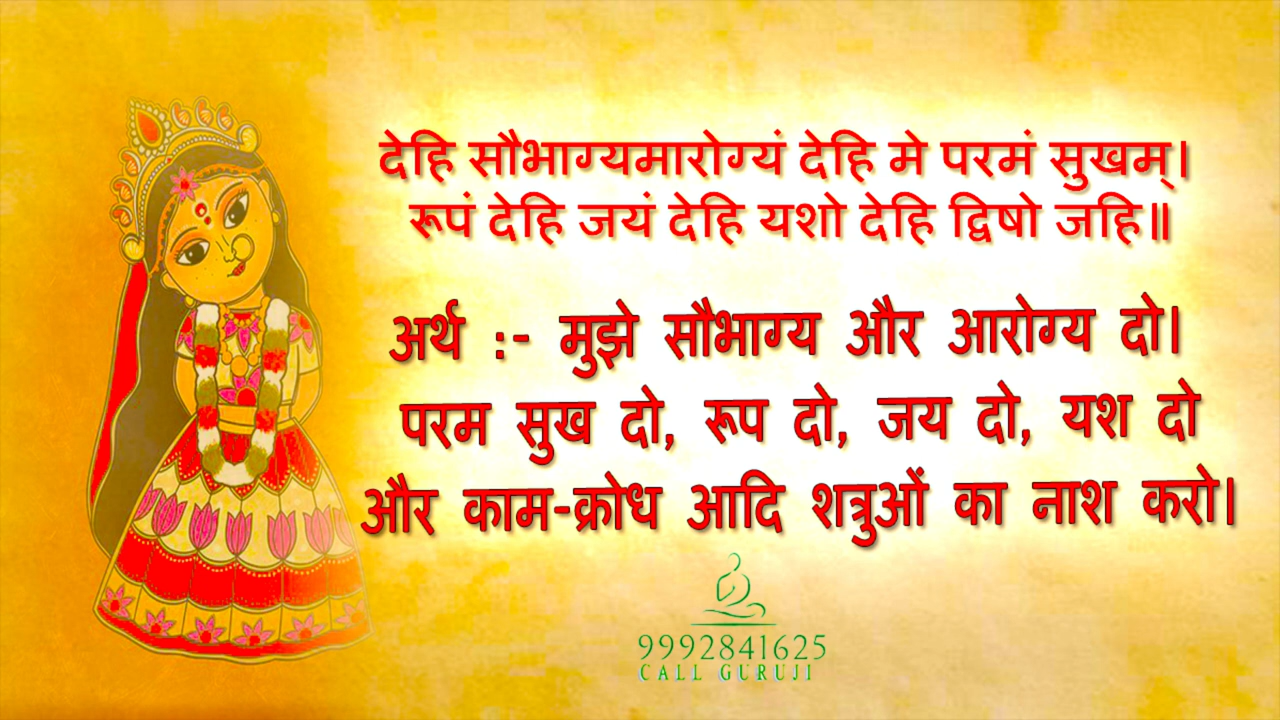 देहि सौभाग्यमारोग्यं देहि मे परमं सुखम्।
रूपं देहि जयं देहि यशो देहि द्विषो जहि॥
अर्थ :- मुझे सौभाग्य और आरोग्य दो।
परम सुख दो, रूप दो, जय दो, यश दो
और काम-क्रोध आदि शत्रुओं का नाश करो।
9992841625
CALL GURUJI